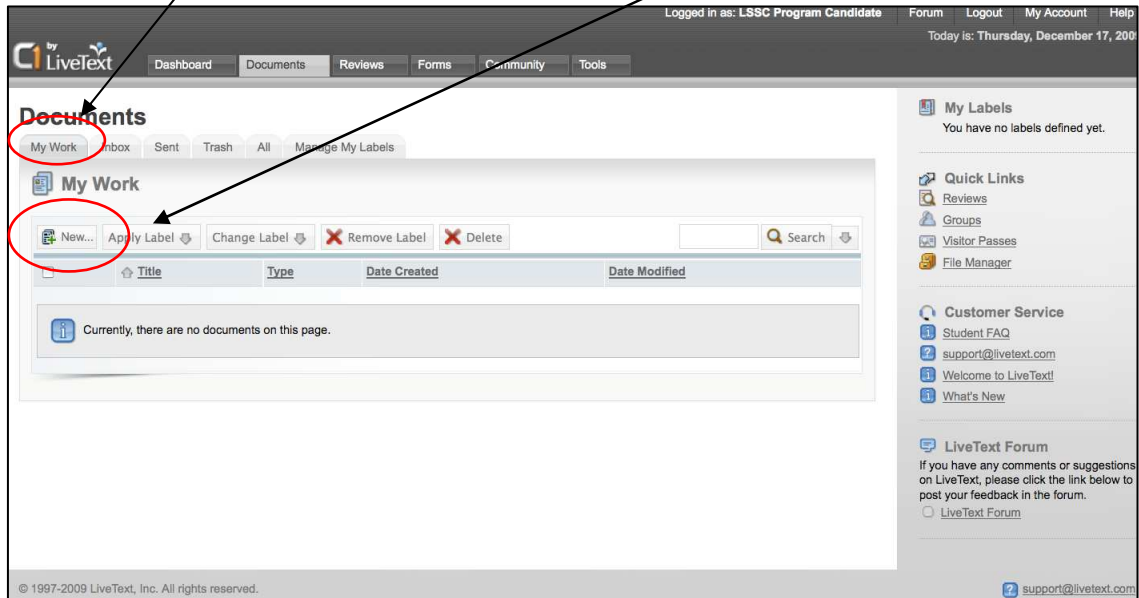 Logged in as: LSSC Program Candidate Forum Logout My Account Help
Today is: Thursday, December 17, 200
C1 by LiveText
Dashboard Documents Reviews Forms Community Tools
Documents
My Work Inbox Sent Trash All Manage My Labels
My Work
New... Apply Label Change Label Remove Label Delete Search
Title Type Date Created Date Modified
Currently, there are no documents on this page.
My Labels
You have no labels defined yet.
Quick Links
Reviews
Groups
Visitor Passes
File Manager
Customer Service
Student FAQ
support@livetext.com
Welcome to LiveText!
What's New
LiveText Forum
If you have any comments or suggestions
on LiveText, please click the link below to
post your feedback in the forum.
LiveText Forum
© 1997-2009 LiveText, Inc. All rights reserved.
support@livetext.com